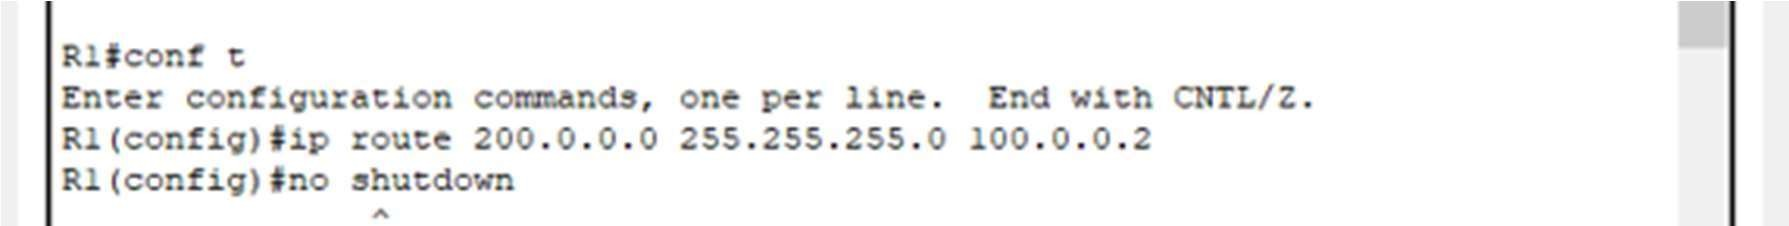 R1#conf t
Enter configuration commands, one per line.  End with CNTL/Z.
R1(config)#ip route 200.0.0.0 255.255.255.0 100.0.0.2
R1(config)#no shutdown
^